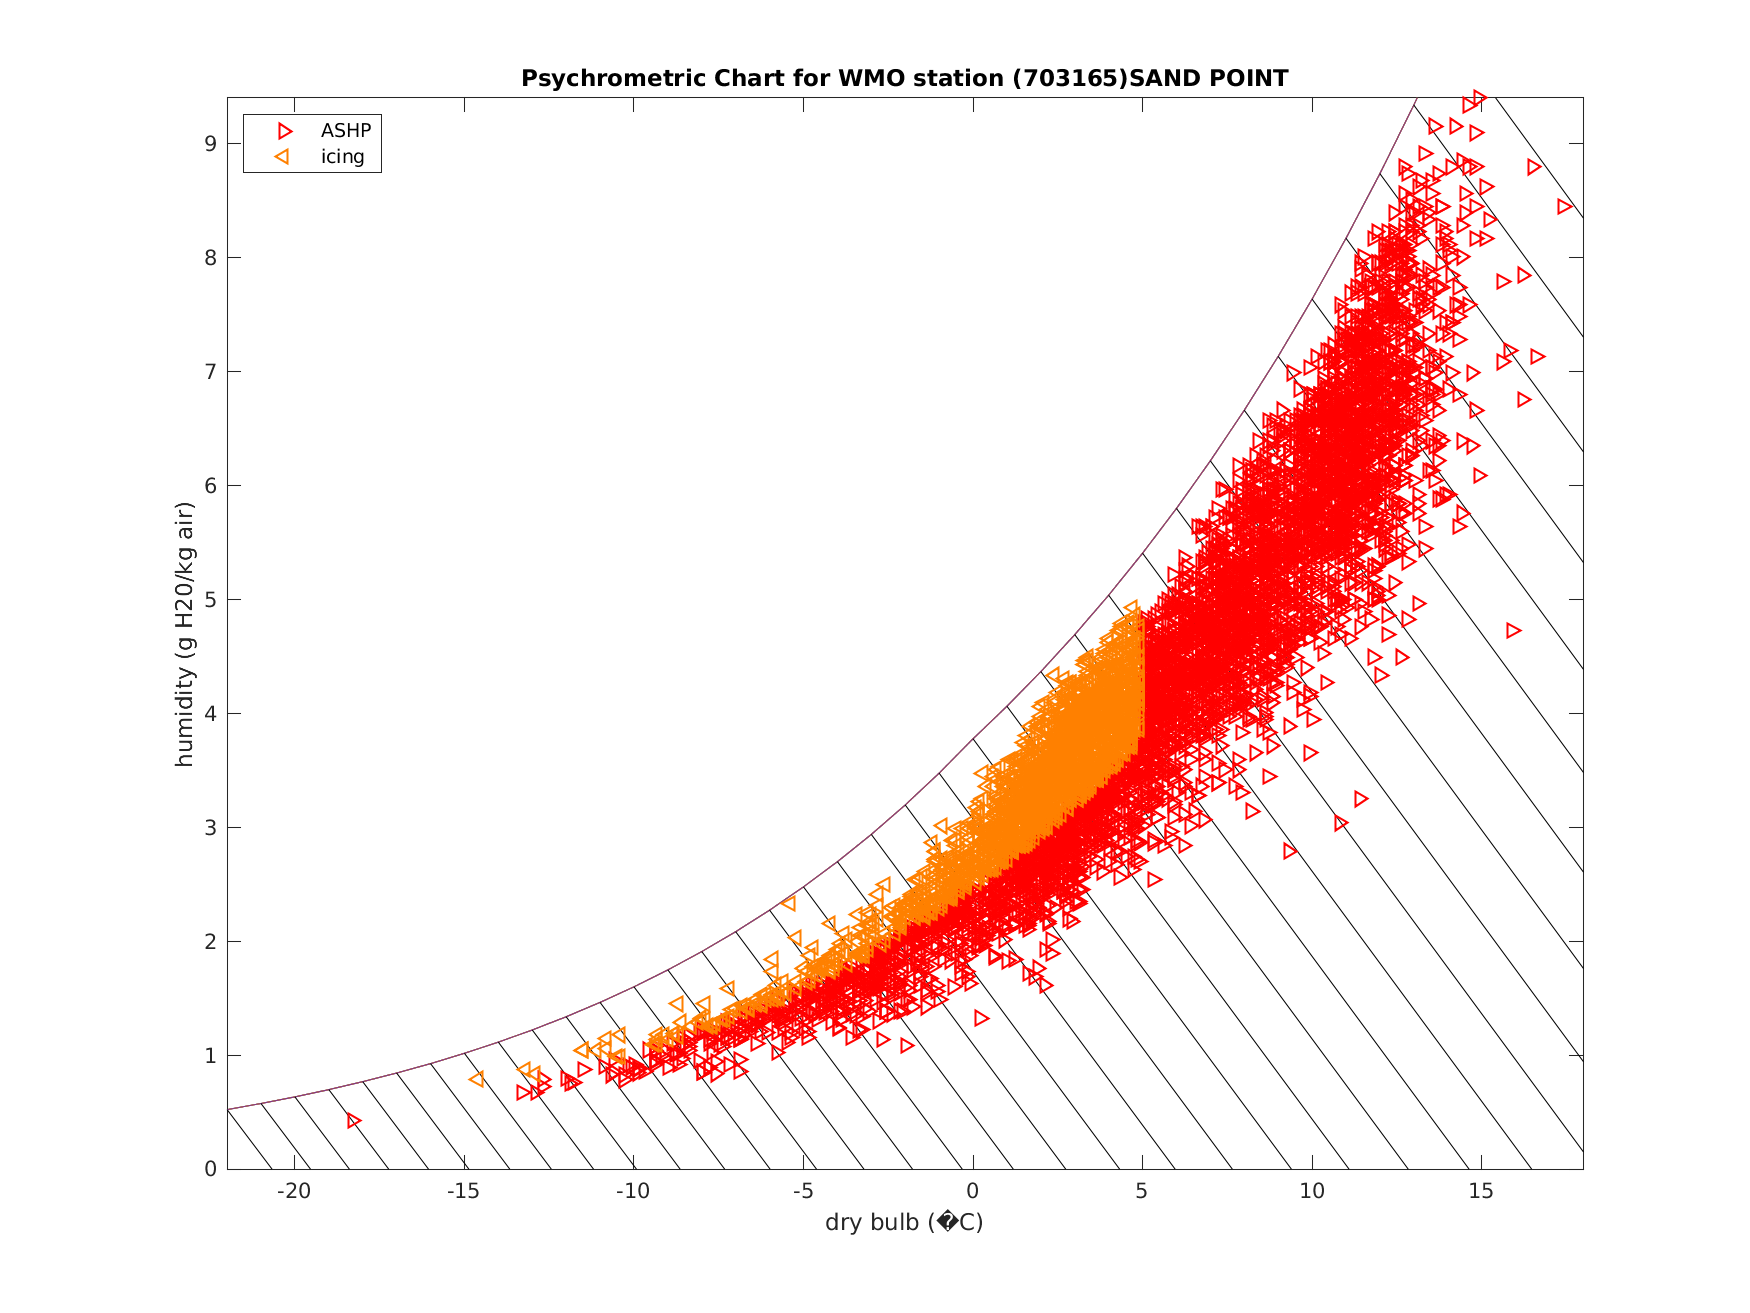 Psychrometric Chart for WMO station (703165)SAND POINT
ASHP
icing
humidity (g H20/kg air)
9
8
7
6
5
4
3
2
1
0
-20 -15 -10 -5 0 5 10 15
dry bulb (�C)